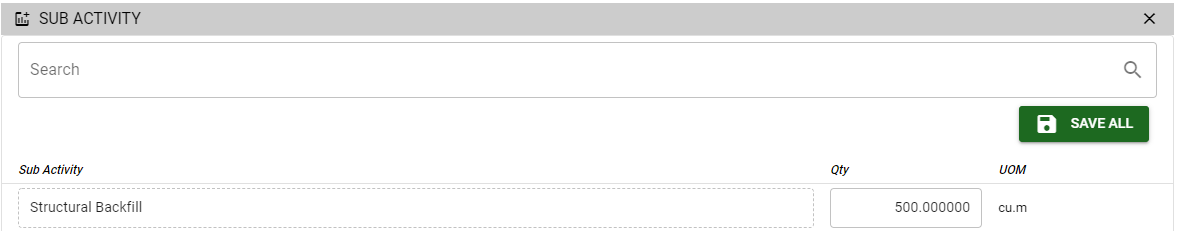 SUB ACTIVITY
Search
SAVE ALL
Sub Activity Qty UOM
Structural Backfill 500.000000 cu.m